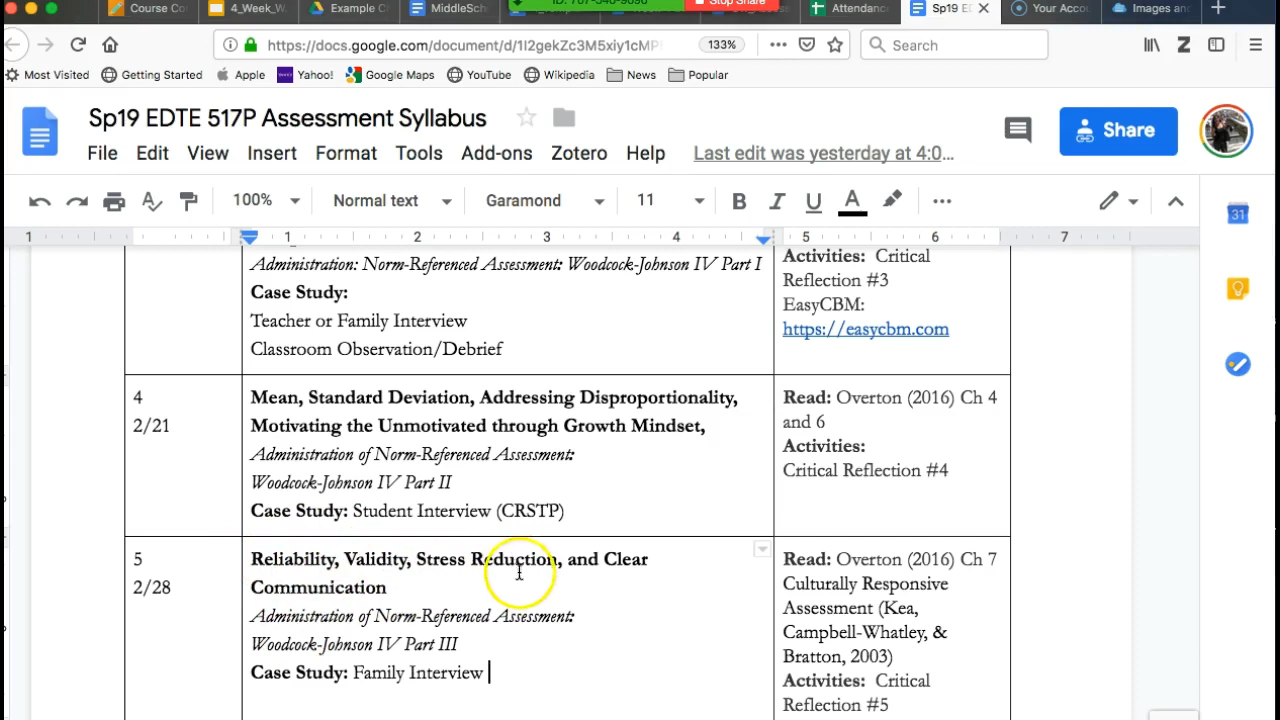 Course Co
4_Week_W
Example C
MiddleSch
Stop Share
Attendanc
Sp19 ED
Your Acco
Images an
https://docs.google.com/document/d/1I2gekZc3M5xiy1cMP
133%
Search
Most Visited
Getting Started
Apple
Yahoo!
Google Maps
YouTube
Wikipedia
News
Popular
Sp19 EDTE 517P Assessment Syllabus
File Edit View Insert Format Tools Add-ons Zotero Help
Last edit was yesterday at 4:0…
Share
100%
Normal text
Garamond
11
B I U A
31
1 1 2 3 4 5 6 7
Administration: Norm-Referenced Assessment: Woodcock-Johnson IV Part I
Case Study:
Teacher or Family Interview
Classroom Observation/Debrief
Activities: Critical
Reflection #3
EasyCBM:
https://easycbm.com
4
2/21
Mean, Standard Deviation, Addressing Disproportionality,
Motivating the Unmotivated through Growth Mindset,
Administration of Norm-Referenced Assessment:
Woodcock-Johnson IV Part II
Case Study: Student Interview (CRSTP)
Read: Overton (2016) Ch 4
and 6
Activities:
Critical Reflection #4
5
2/28
Reliability, Validity, Stress Reduction, and Clear
Communication
Administration of Norm-Referenced Assessment:
Woodcock-Johnson IV Part III
Case Study: Family Interview
Read: Overton (2016) Ch 7
Culturally Responsive
Assessment (Kea,
Campbell-Whatley, &
Bratton, 2003)
Activities: Critical
Reflection #5